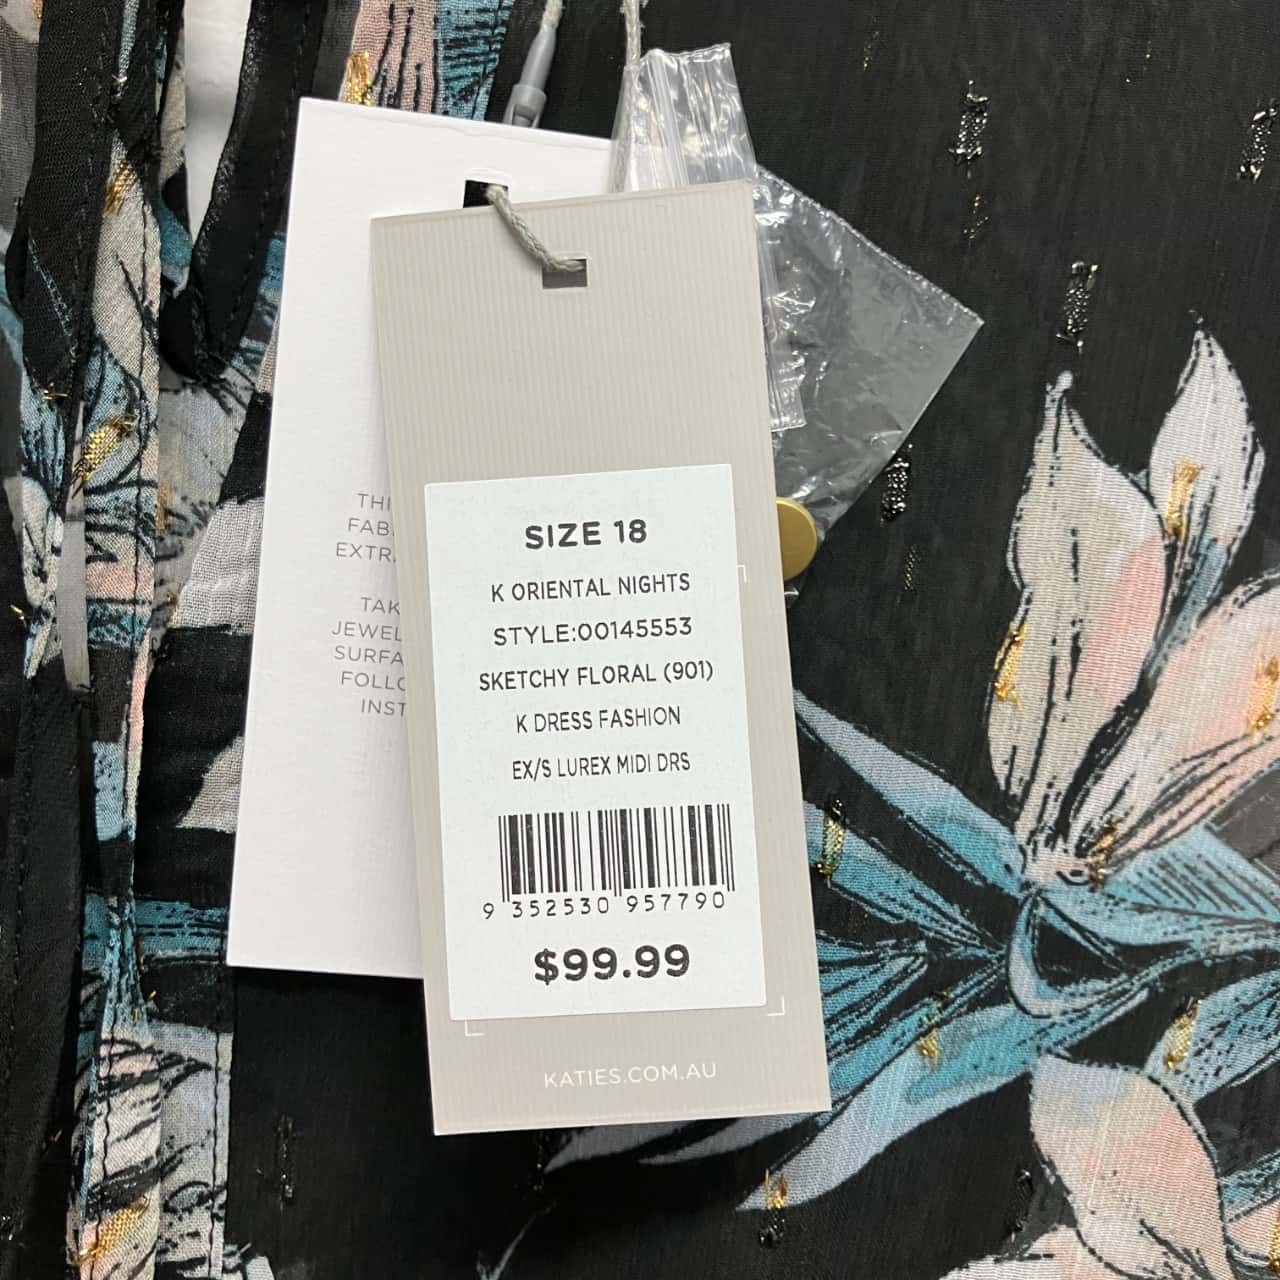 THI
FAB
EXTR
TAK
JEWEL
SURFA
FOLLO
INST
SIZE 18
K ORIENTAL NIGHTS
STYLE:00145553
SKETCHY FLORAL (901)
K DRESS FASHION
EX/S LUREX MIDI DRS
9 352530 957790
$99.99
KATIES.COM.AU